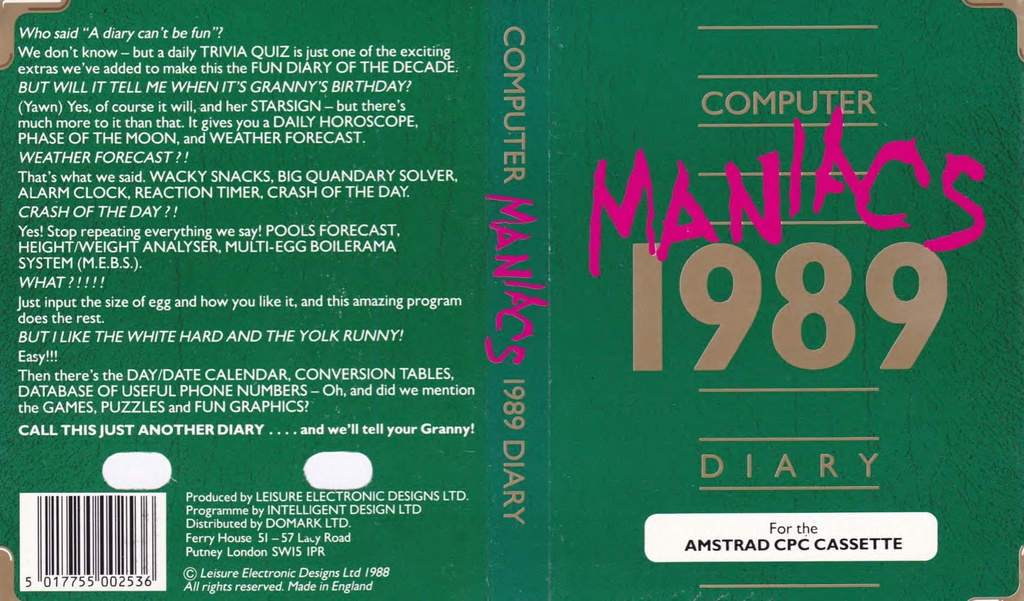 Who said "A diary can't be fun"?
We don't know – but a daily TRIVIA QUIZ is just one of the exciting
extras we've added to make this the FUN DIARY OF THE DECADE.
BUT WILL IT TELL ME WHEN IT'S GRANNY'S BIRTHDAY?
(Yawn) Yes, of course it will, and her STARSIGN – but there's
much more to it than that. It gives you a DAILY HOROSCOPE,
PHASE OF THE MOON, and WEATHER FORECAST.
WEATHER FORECAST?!
That's what we said. WACKY SNACKS, BIG QUANDARY SOLVER,
ALARM CLOCK, REACTION TIMER, CRASH OF THE DAY.
CRASH OF THE DAY?!
Yes! Stop repeating everything we say! POOLS FORECAST,
HEIGHT/WEIGHT ANALYSER, MULTI-EGG BOILERAMA
SYSTEM (M.E.B.S.).
WHAT?!!!!
Just input the size of egg and how you like it, and this amazing program
does the rest.
BUT I LIKE THE WHITE HARD AND THE YOLK RUNNY!
Easy!!!
Then there's the DAY/DATE CALENDAR, CONVERSION TABLES,
DATABASE OF USEFUL PHONE NUMBERS – Oh, and did we mention
the GAMES, PUZZLES and FUN GRAPHICS?
CALL THIS JUST ANOTHER DIARY . . . . and we'll tell your Granny!
Produced by LEISURE ELECTRONIC DESIGNS LTD.
Programme by INTELLIGENT DESIGN LTD
Distributed by DOMARK LTD.
Ferry House 51 – 57 Lacy Road
Putney London SW15 1PR
© Leisure Electronic Designs Ltd 1988
All rights reserved. Made in England
5 017755 002536
COMPUTER MANIACS 1989 DIARY
COMPUTER
MANIACS
1989
DIARY
For the
AMSTRAD CPC CASSETTE